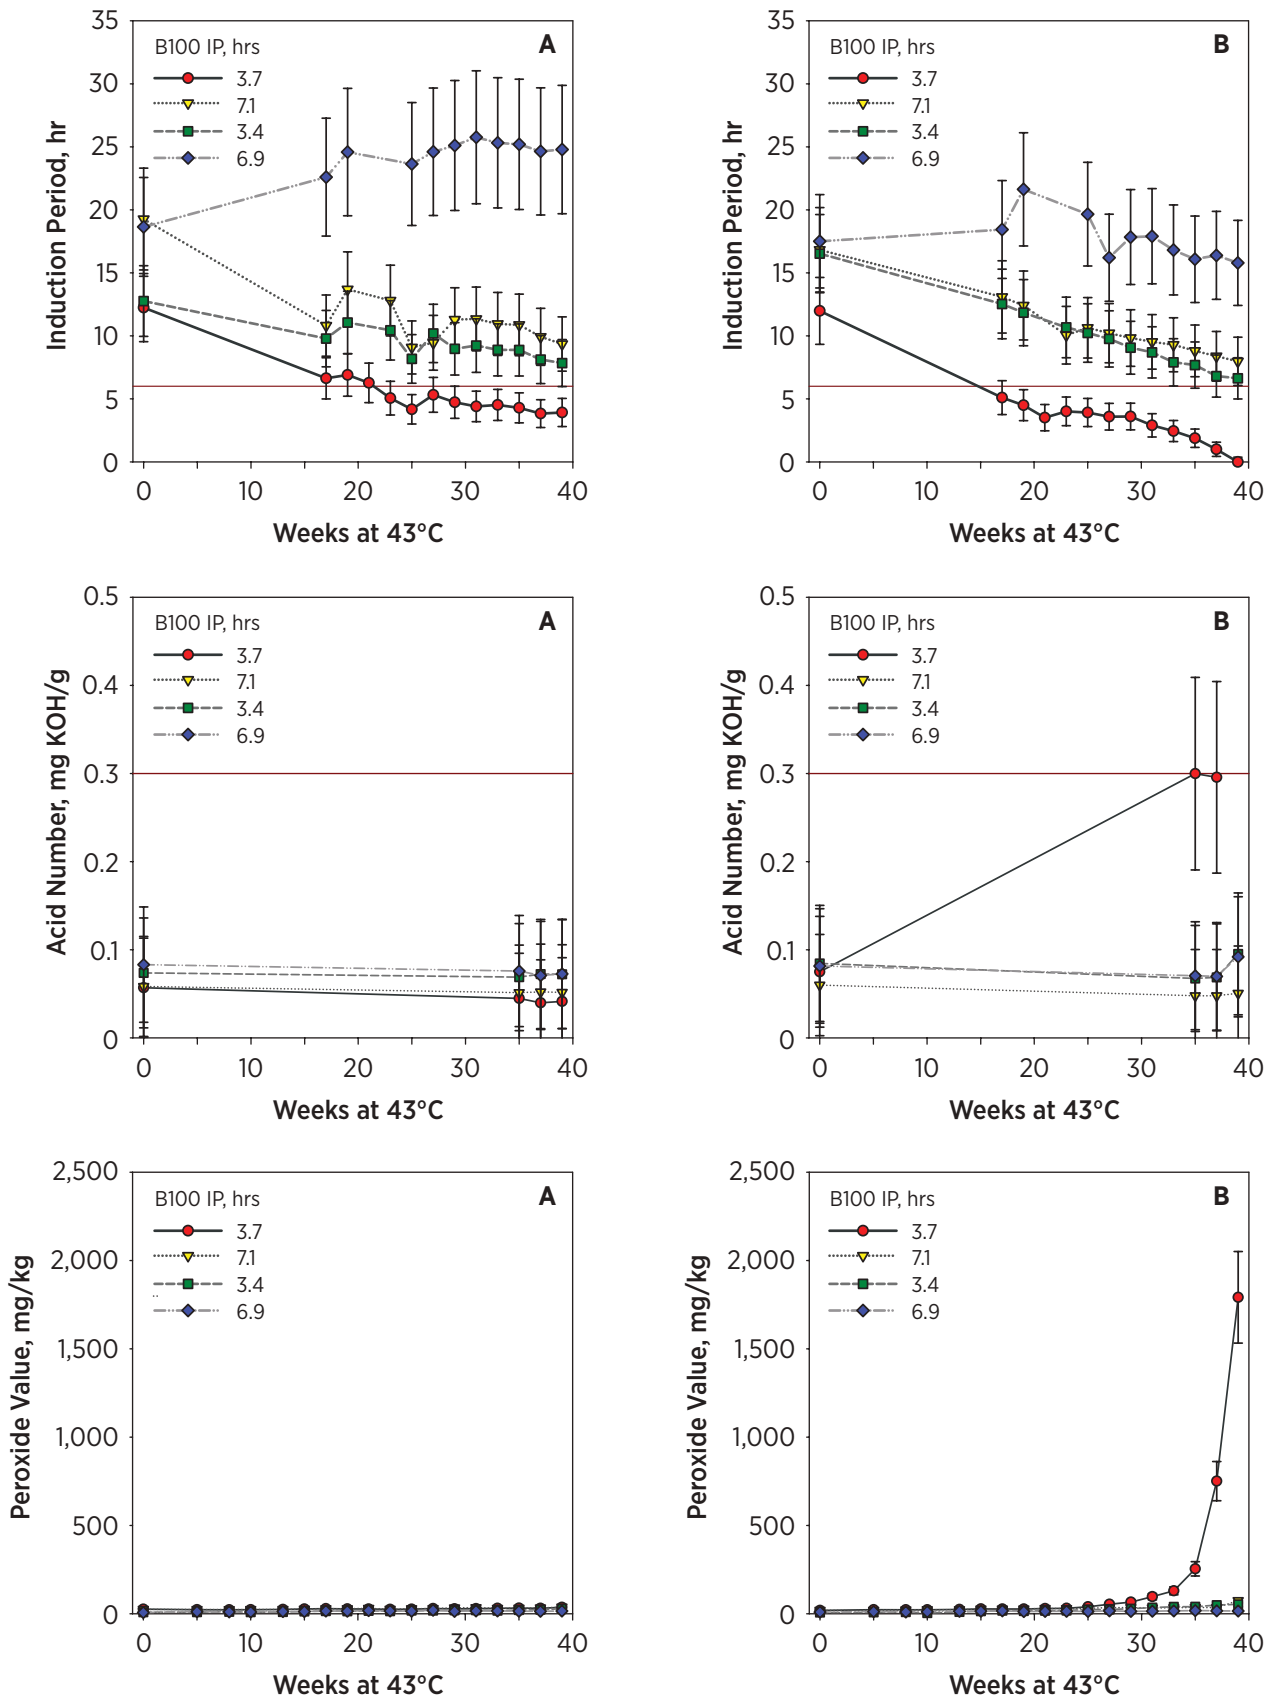 35
30
25
20
15
10
5
0
Induction Period, hr
B100 IP, hrs
3.7
7.1
3.4
6.9
A
0 10 20 30 40
Weeks at 43°C
35
30
25
20
15
10
5
0
Induction Period, hr
B100 IP, hrs
3.7
7.1
3.4
6.9
B
0 10 20 30 40
Weeks at 43°C
0.5
0.4
0.3
0.2
0.1
0
Acid Number, mg KOH/g
B100 IP, hrs
3.7
7.1
3.4
6.9
A
0 10 20 30 40
Weeks at 43°C
0.5
0.4
0.3
0.2
0.1
0
Acid Number, mg KOH/g
B100 IP, hrs
3.7
7.1
3.4
6.9
B
0 10 20 30 40
Weeks at 43°C
2,500
2,000
1,500
1,000
500
0
Peroxide Value, mg/kg
B100 IP, hrs
3.7
7.1
3.4
6.9
A
0 10 20 30 40
Weeks at 43°C
2,500
2,000
1,500
1,000
500
0
Peroxide Value, mg/kg
B100 IP, hrs
3.7
7.1
3.4
6.9
B
0 10 20 30 40
Weeks at 43°C